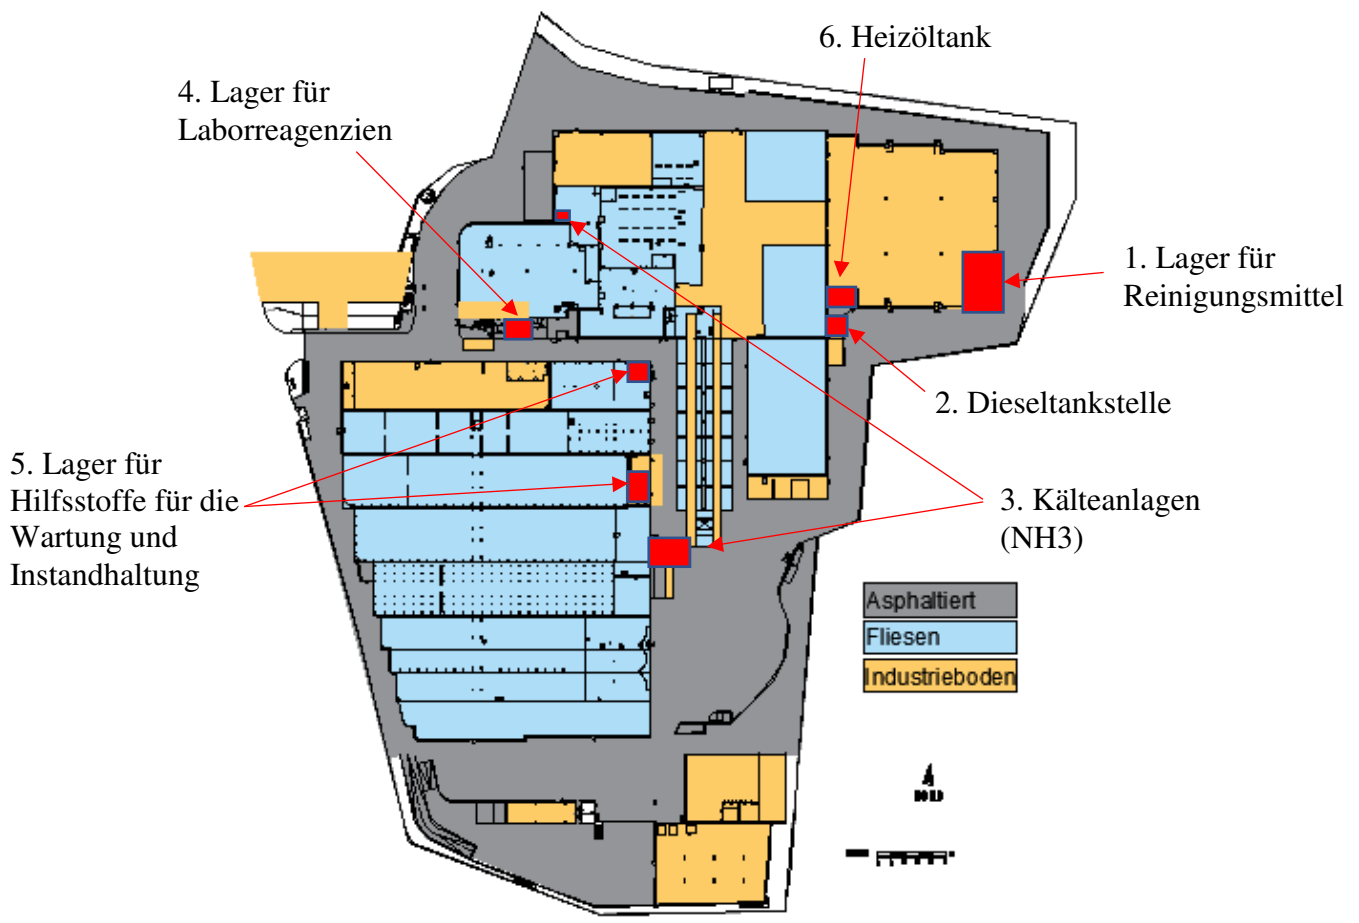 6. Heizöltank
4. Lager für
Laborreagenzien
1. Lager für
Reinigungsmittel
2. Dieseltankstelle
5. Lager für
Hilfsstoffe für die
Wartung und
Instandhaltung
3. Kälteanlagen
(NH3)
Asphaltiert
Fliesen
Industrieboden